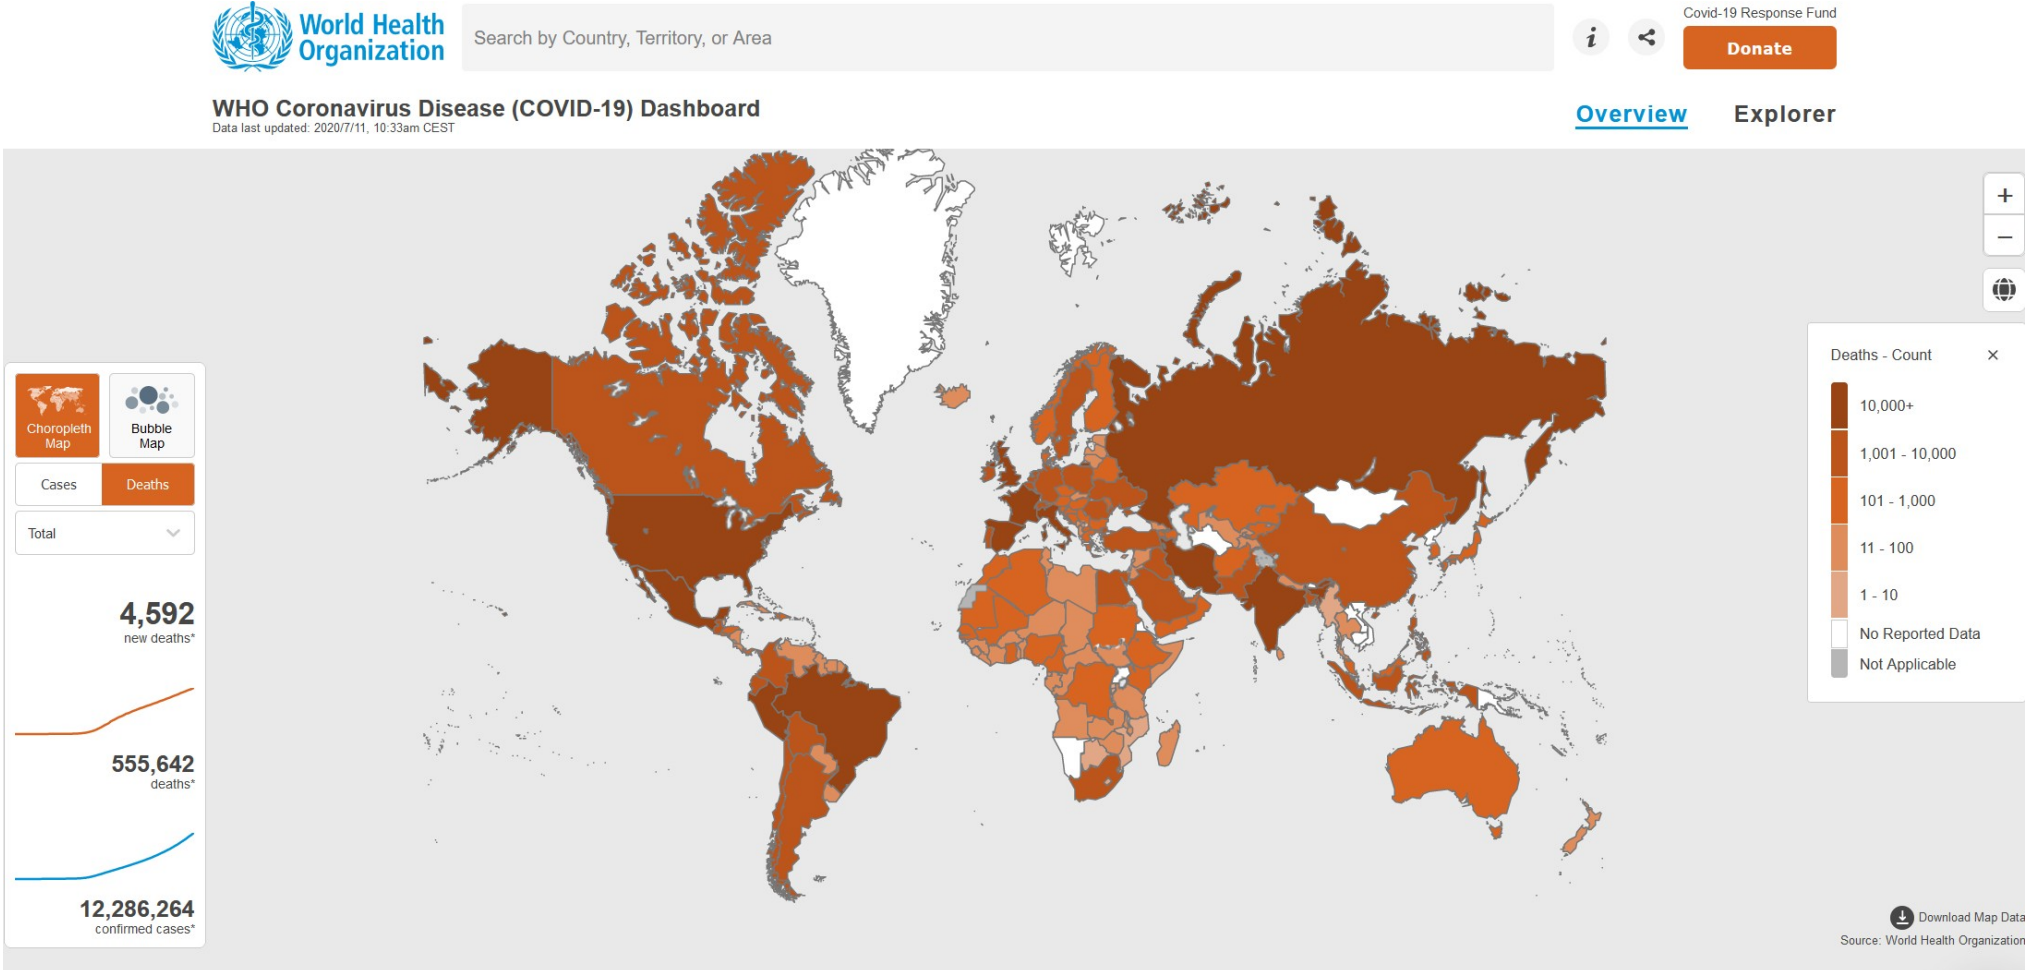 World Health
Organization
Search by Country, Territory, or Area
i
Covid-19 Response Fund
Donate
WHO Coronavirus Disease (COVID-19) Dashboard
Data last updated: 2020/7/11, 10:33am CEST
Overview
Explorer
+
−
Choropleth
Map
Bubble
Map
Cases
Deaths
Total
4,592
new deaths*
555,642
deaths*
12,286,264
confirmed cases*
Deaths - Count
×
10,000+
1,001 - 10,000
101 - 1,000
11 - 100
1 - 10
No Reported Data
Not Applicable
Download Map Data
Source: World Health Organization